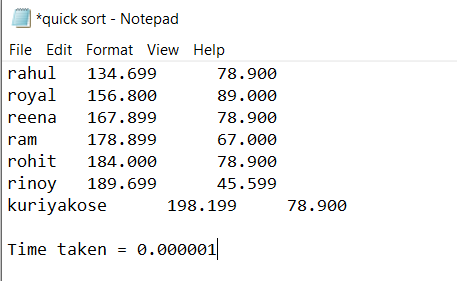 *quick sort - Notepad
File Edit Format View Help
rahul 134.699 78.900
royal 156.800 89.000
reena 167.899 78.900
ram 178.899 67.000
rohit 184.000 78.900
rinoy 189.699 45.599
kuriyakose 198.199 78.900
Time taken = 0.000001